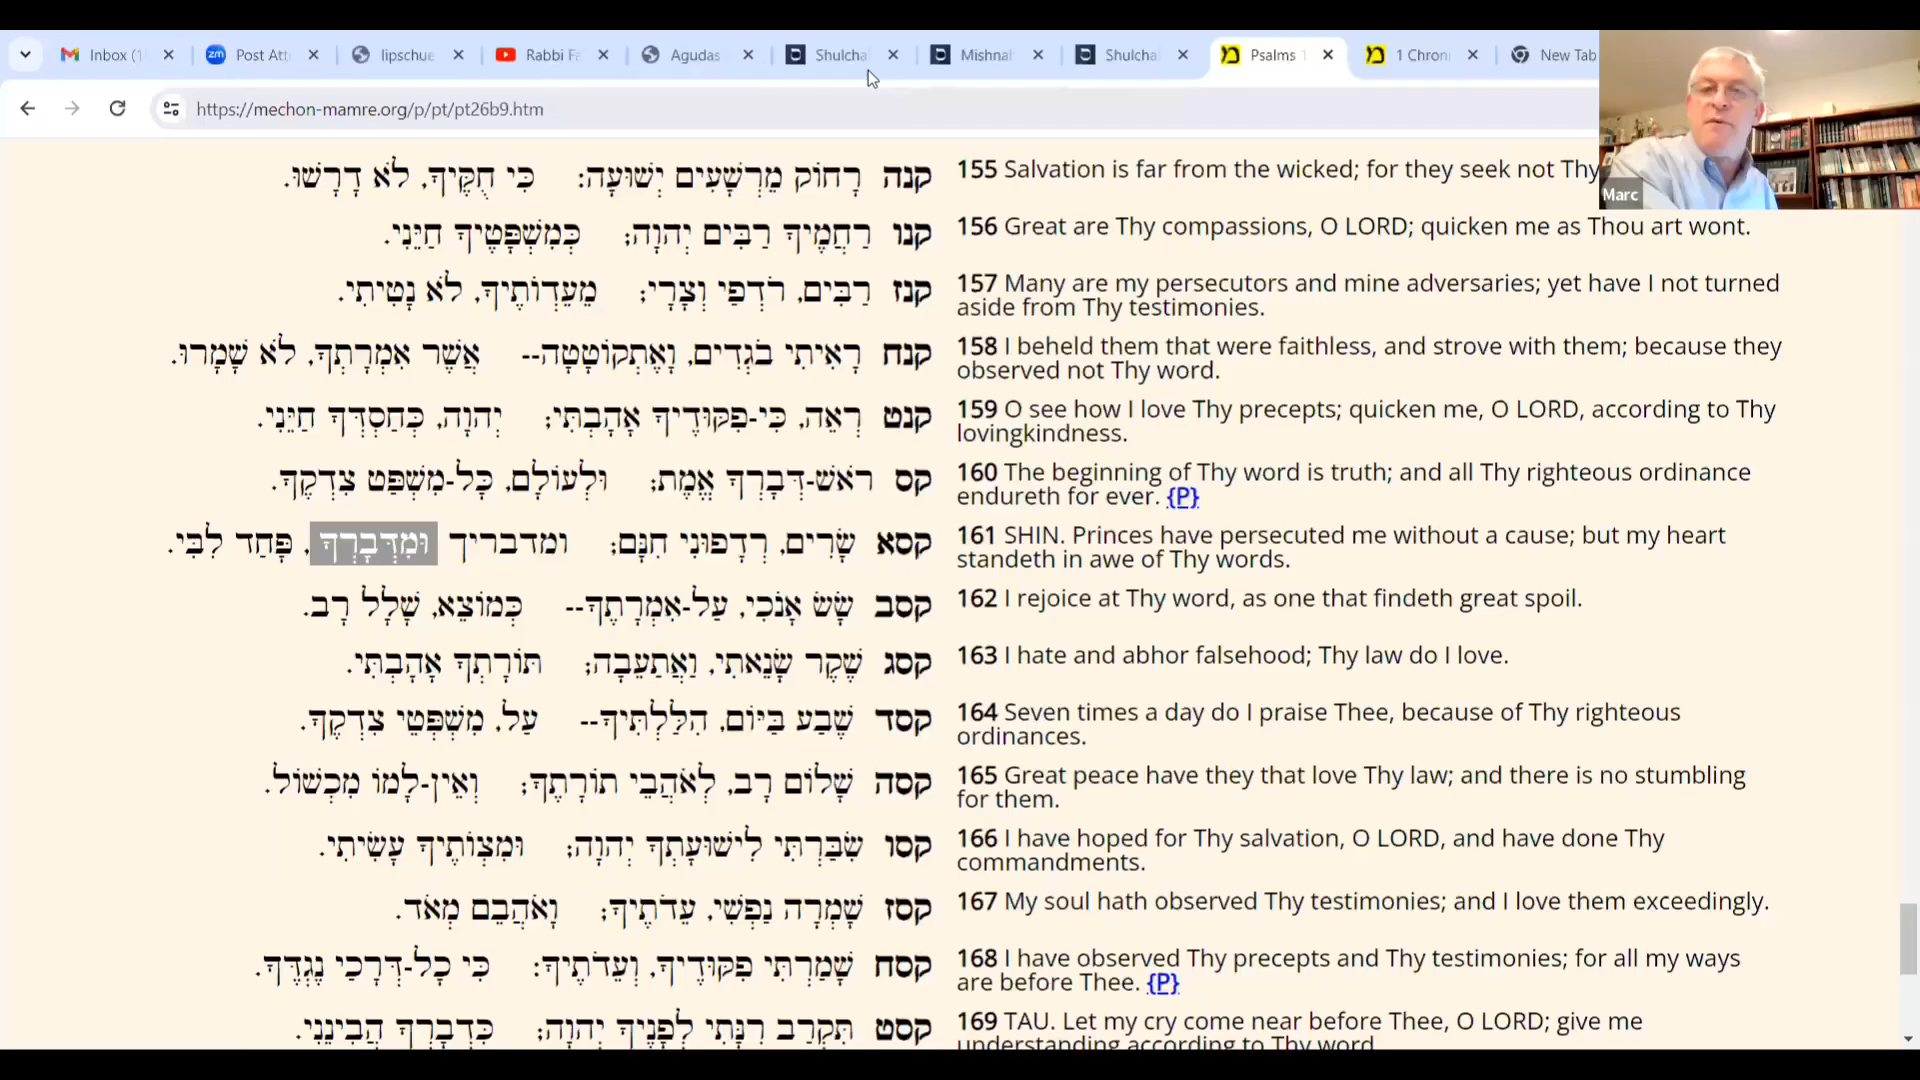 Inbox (1
Post Att
lipschue
Rabbi Fa
Agudas
Shulcha
Mishnah
Shulcha
Psalms 1
1 Chroni
New Tab
https://mechon-mamre.org/p/pt/pt26b9.htm
Marc
קנה רָחוֹק מֵרְשָׁעִים יְשׁוּעָה: כִּי חֻקֶּיךָ, לֹא דָרָשׁוּ.
155 Salvation is far from the wicked; for they seek not Thy
קנו רַחֲמֶיךָ רַבִּים יְהוָה; כְּמִשְׁפָּטֶיךָ חַיֵּנִי.
156 Great are Thy compassions, O LORD; quicken me as Thou art wont.
קנז רַבִּים, רֹדְפַי וְצָרָי; מֵעֵדְוֺתֶיךָ, לֹא נָטִיתִי.
157 Many are my persecutors and mine adversaries; yet have I not turned
aside from Thy testimonies.
קנח רָאִיתִי בֹגְדִים, וָאֶתְקוֹטָטָה-- אֲשֶׁר אִמְרָתְךָ, לֹא שָׁמָרוּ.
158 I beheld them that were faithless, and strove with them; because they
observed not Thy word.
קנט רְאֵה, כִּי-פִקּוּדֶיךָ אָהָבְתִּי; יְהוָה, כְּחַסְדְּךָ חַיֵּנִי.
159 O see how I love Thy precepts; quicken me, O LORD, according to Thy
lovingkindness.
קס רֹאשׁ-דְּבָרְךָ אֱמֶת; וּלְעוֹלָם, כָּל-מִשְׁפַּט צִדְקֶךָ.
160 The beginning of Thy word is truth; and all Thy righteous ordinance
endureth for ever. {P}
קסא שָׂרִים, רְדָפוּנִי חִנָּם; ומדבריך וּמִדְּבָרְךָ, פָּחַד לִבִּי.
161 SHIN. Princes have persecuted me without a cause; but my heart
standeth in awe of Thy words.
קסב שָׂשׂ אָנֹכִי, עַל-אִמְרָתֶךָ-- כְּמוֹצֵא, שָׁלָל רָב.
162 I rejoice at Thy word, as one that findeth great spoil.
קסג שֶׁקֶר שָׂנֵאתִי, וַאֲתַעֵבָה; תּוֹרָתְךָ אָהָבְתִּי.
163 I hate and abhor falsehood; Thy law do I love.
קסד שֶׁבַע בַּיּוֹם, הִלַּלְתִּיךָ-- עַל, מִשְׁפְּטֵי צִדְקֶךָ.
164 Seven times a day do I praise Thee, because of Thy righteous
ordinances.
קסה שָׁלוֹם רָב, לְאֹהֲבֵי תוֹרָתֶךָ; וְאֵין-לָמוֹ מִכְשׁוֹל.
165 Great peace have they that love Thy law; and there is no stumbling
for them.
קסו שִׂבַּרְתִּי לִישׁוּעָתְךָ יְהוָה; וּמִצְוֺתֶיךָ עָשִׂיתִי.
166 I have hoped for Thy salvation, O LORD, and have done Thy
commandments.
קסז שָׁמְרָה נַפְשִׁי, עֵדֹתֶיךָ; וָאֹהֲבֵם מְאֹד.
167 My soul hath observed Thy testimonies; and I love them exceedingly.
קסח שָׁמַרְתִּי פִקּוּדֶיךָ, וְעֵדֹתֶיךָ: כִּי כָל-דְּרָכַי נֶגְדֶּךָ.
168 I have observed Thy precepts and Thy testimonies; for all my ways
are before Thee. {P}
קסט תִּקְרַב רִנָּתִי לְפָנֶיךָ יְהוָה; כִּדְבָרְךָ הֲבִינֵנִי.
169 TAU. Let my cry come near before Thee, O LORD; give me
understanding according to Thy word